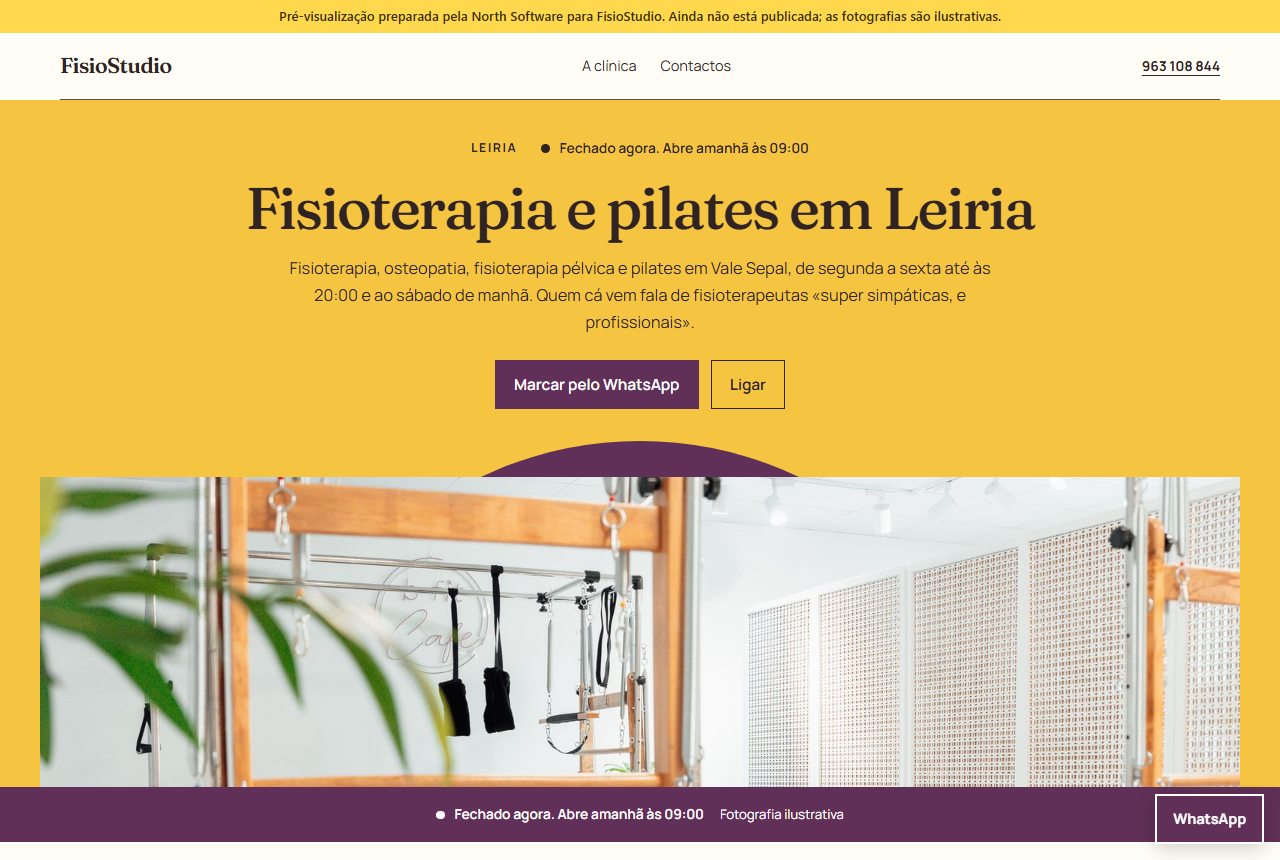 Pré-visualização preparada pela North Software para FisioStudio. Ainda não está publicada; as fotografias são ilustrativas.
FisioStudio
A clínica
Contactos
963 108 844
LEIRIA
Fechado agora. Abre amanhã às 09:00
Fisioterapia e pilates em Leiria
Fisioterapia, osteopatia, fisioterapia pélvica e pilates em Vale Sepal, de segunda a sexta até às
20:00 e ao sábado de manhã. Quem cá vem fala de fisioterapeutas «super simpáticas, e
profissionais».
Marcar pelo WhatsApp
Ligar
Cafe
Fechado agora. Abre amanhã às 09:00
Fotografia ilustrativa
WhatsApp